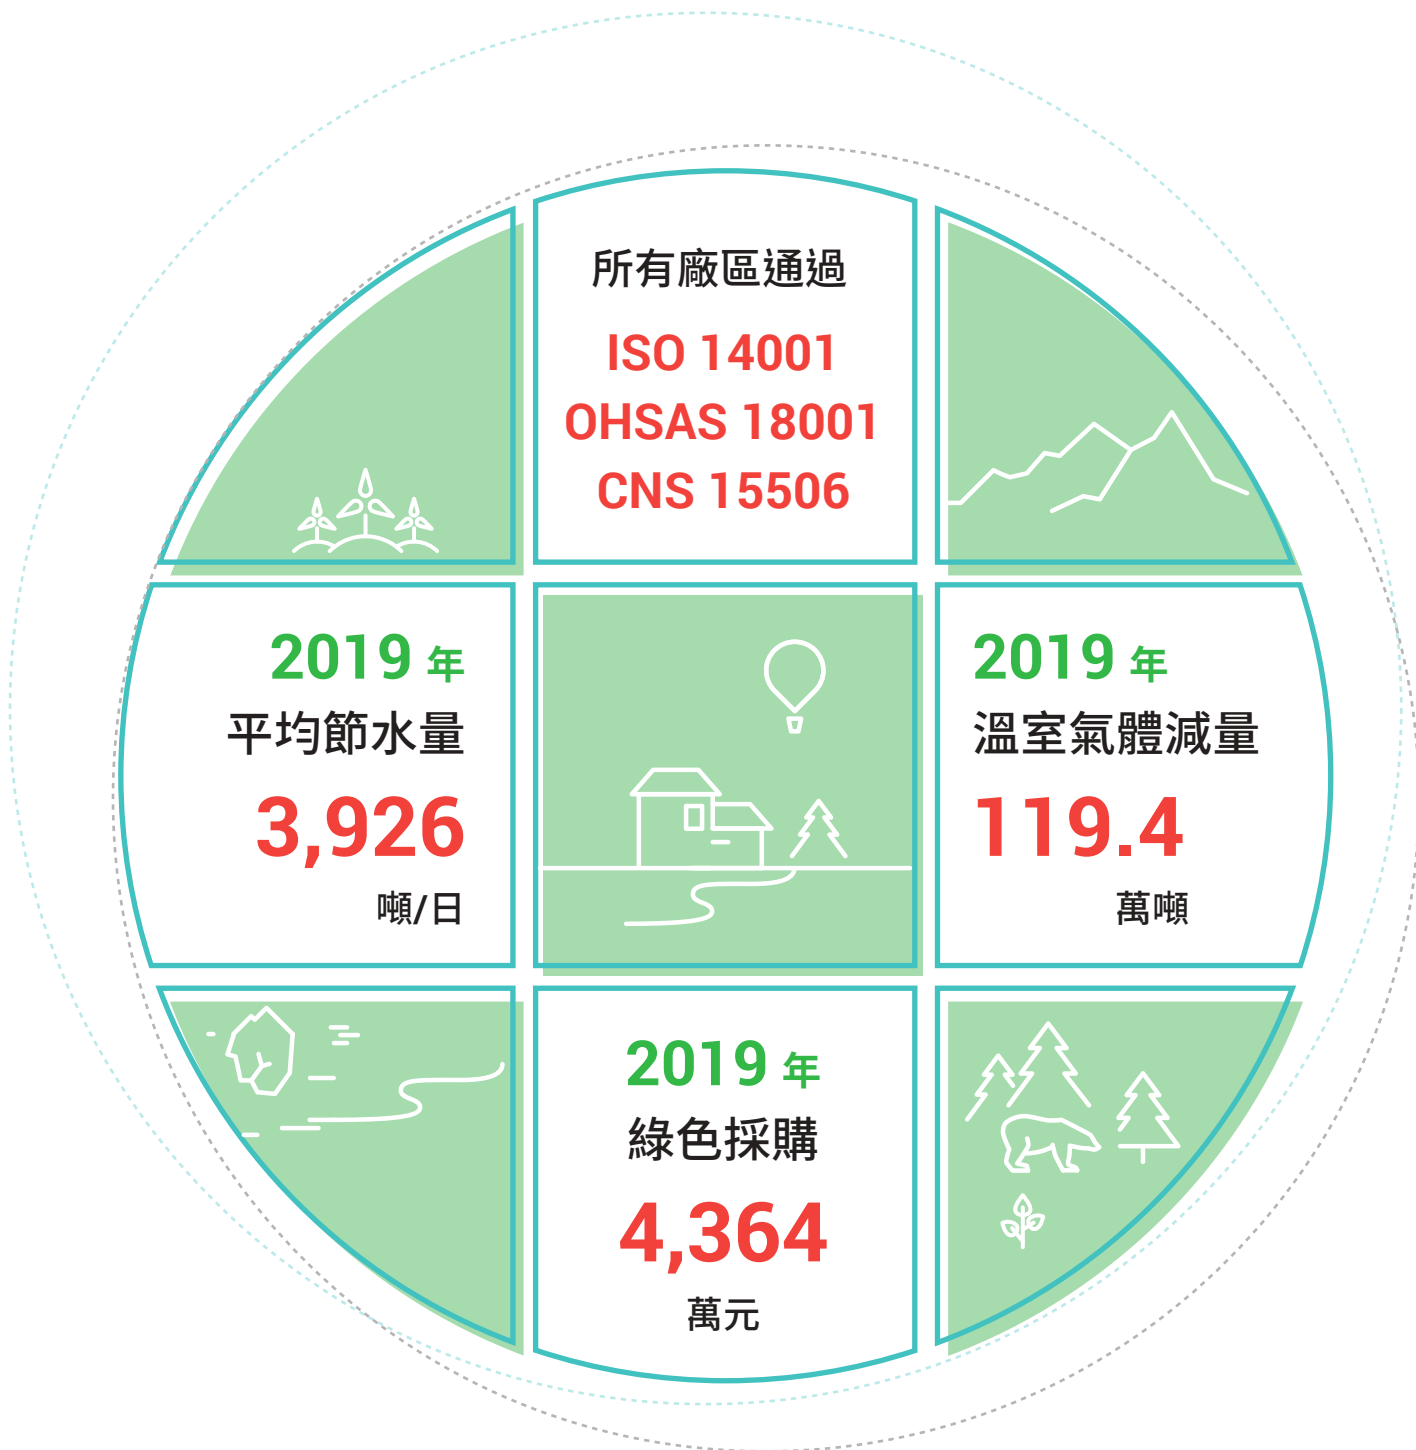 所有廠區通過
ISO 14001
OHSAS 18001
CNS 15506
2019 年
平均節水量
3,926
噸/日
2019 年
溫室氣體減量
119.4
萬噸
2019 年
綠色採購
4,364
萬元